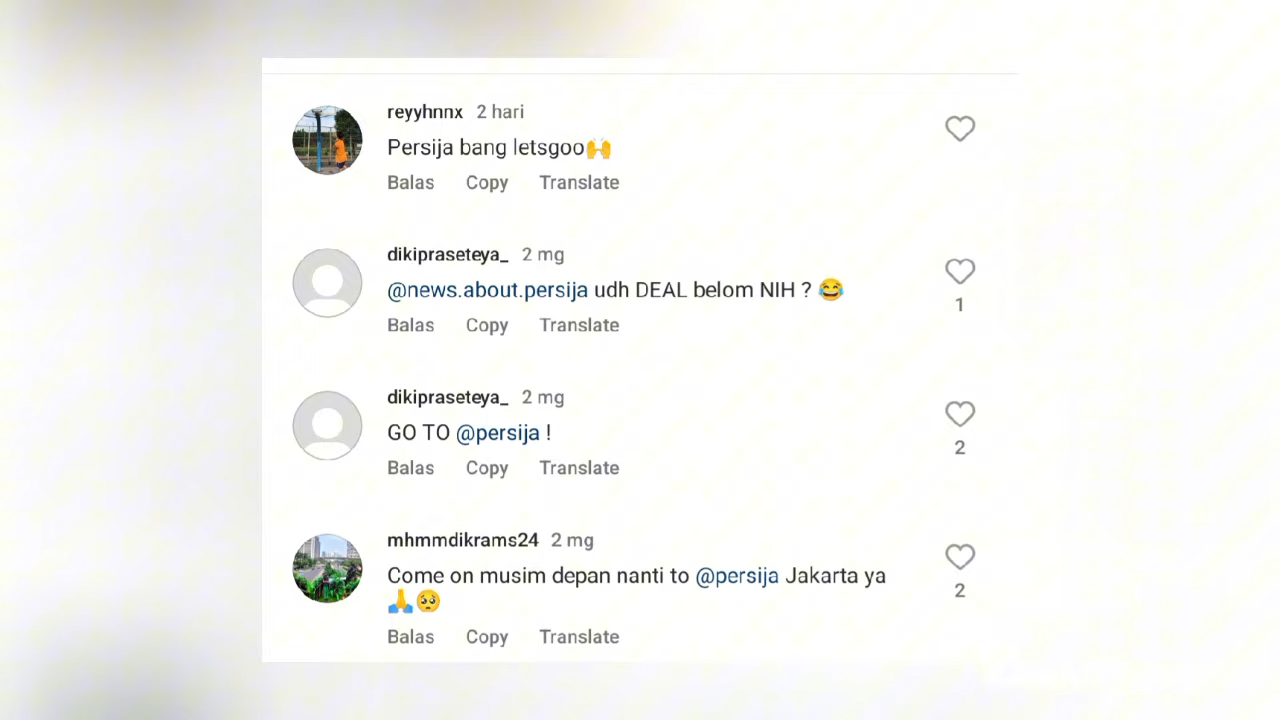 reyyhnnx 2 hari
Persija bang letsgoo🙌
Balas Copy Translate
dikipraseteya_ 2 mg
@news.about.persija udh DEAL belom NIH ? 😂
1
Balas Copy Translate
dikipraseteya_ 2 mg
GO TO @persija !
2
Balas Copy Translate
mhmmdikrams24 2 mg
Come on musim depan nanti to @persija Jakarta ya
🙏🥺
2
Balas Copy Translate